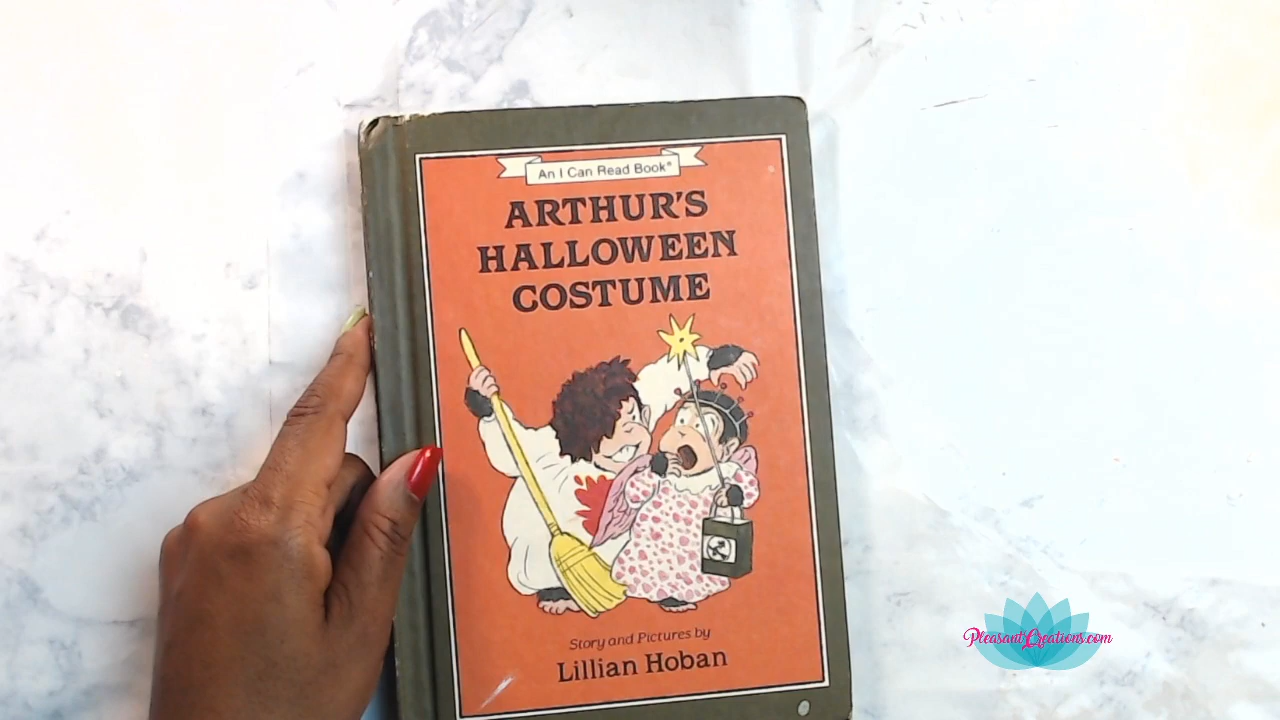 An I Can Read Book®
ARTHUR'S
HALLOWEEN
COSTUME
Story and Pictures by
Lillian Hoban
PleasantCreations.com